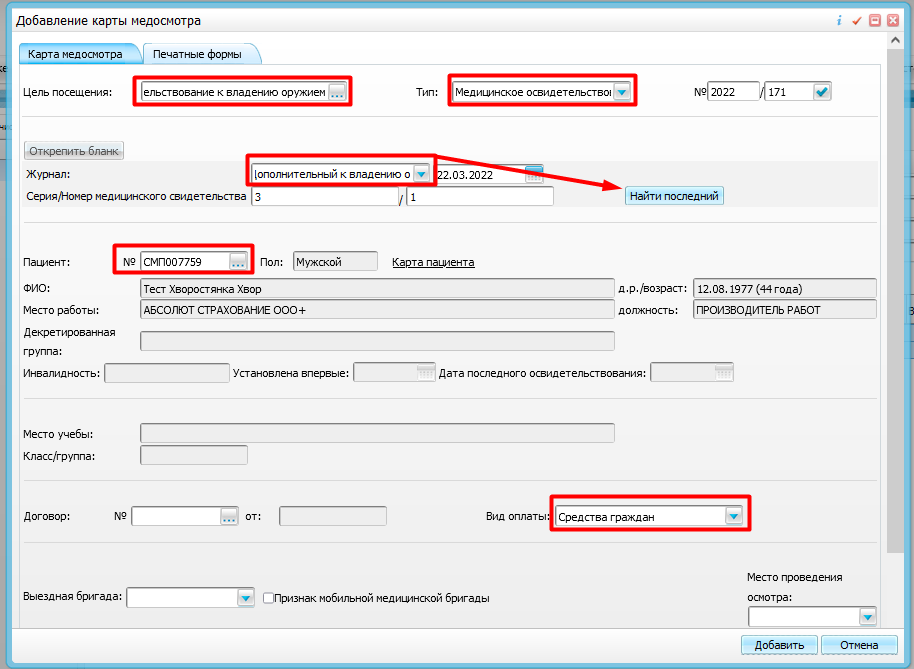 Добавление карты медосмотра
Карта медосмотра Печатные формы
Цель посещения: ельствование к владению оружием ... Тип: Медицинское освидетельство № 2022 / 171
Открепить бланк
Журнал: Дополнительный к владению о 22.03.2022
Серия/Номер медицинского свидетельства 3 / 1 Найти последний
Пациент: № СМП007759 ... Пол: Мужской Карта пациента
ФИО: Тест Хворостянка Хвор д.р./возраст: 12.08.1977 (44 года)
Место работы: АБСОЛЮТ СТРАХОВАНИЕ ООО+ должность: ПРОИЗВОДИТЕЛЬ РАБОТ
Декретированная
группа:
Инвалидность: Установлена впервые: Дата последного освидетельствования:
Место учебы:
Класс/группа:
Договор: № ... от: Вид оплаты: Средства граждан
Место проведения
Выездная бригада: Признак мобильной медицинской бригады осмотра:
Добавить Отмена